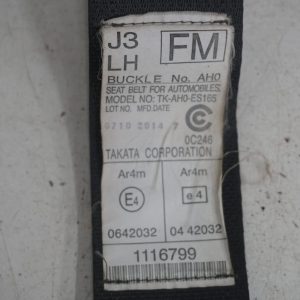 J3 FM
LH
BUCKLE No. AH0
SEAT BELT FOR AUTOMOBILES
MODEL NO: TK-AH0-ES165
LOT NO. MFD.DATE
0710 2014 7
0C246
TAKATA CORPORATION
Ar4m Ar4m
E4 e4
0642032 04 42032
1116799